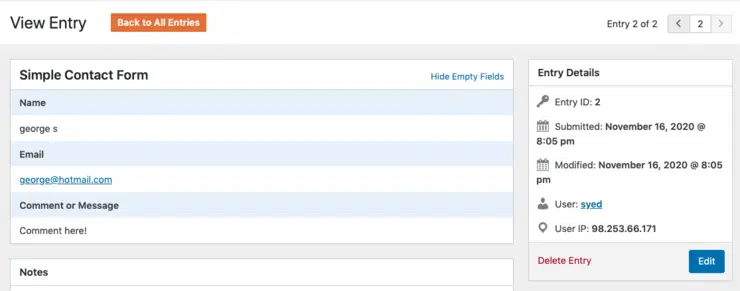 View Entry
Back to All Entries
Entry 2 of 2
2
Simple Contact Form
Hide Empty Fields
Name
george s
Email
george@hotmail.com
Comment or Message
Comment here!
Notes
Entry Details
Entry ID: 2
Submitted: November 16, 2020 @
8:05 pm
Modified: November 16, 2020 @ 8:05
pm
User: syed
User IP: 98.253.66.171
Delete Entry
Edit